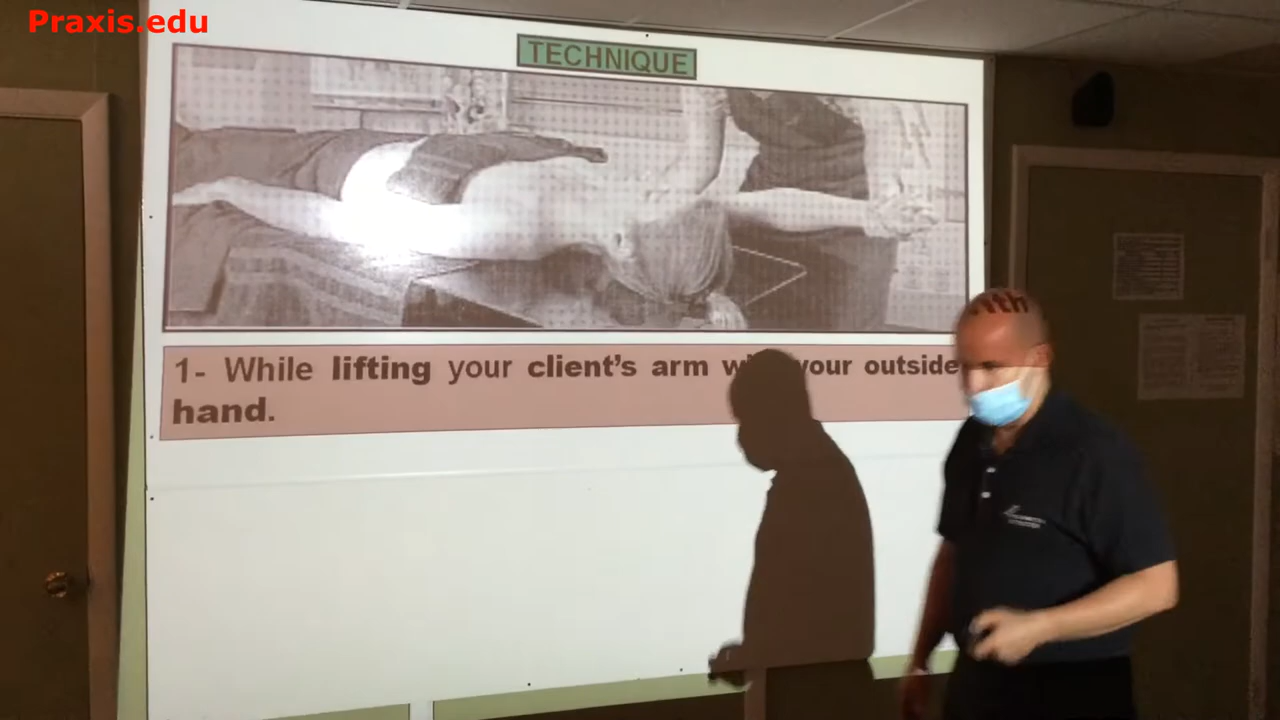 Praxis.edu
TECHNIQUE
1- While lifting your client's arm your outside
hand.